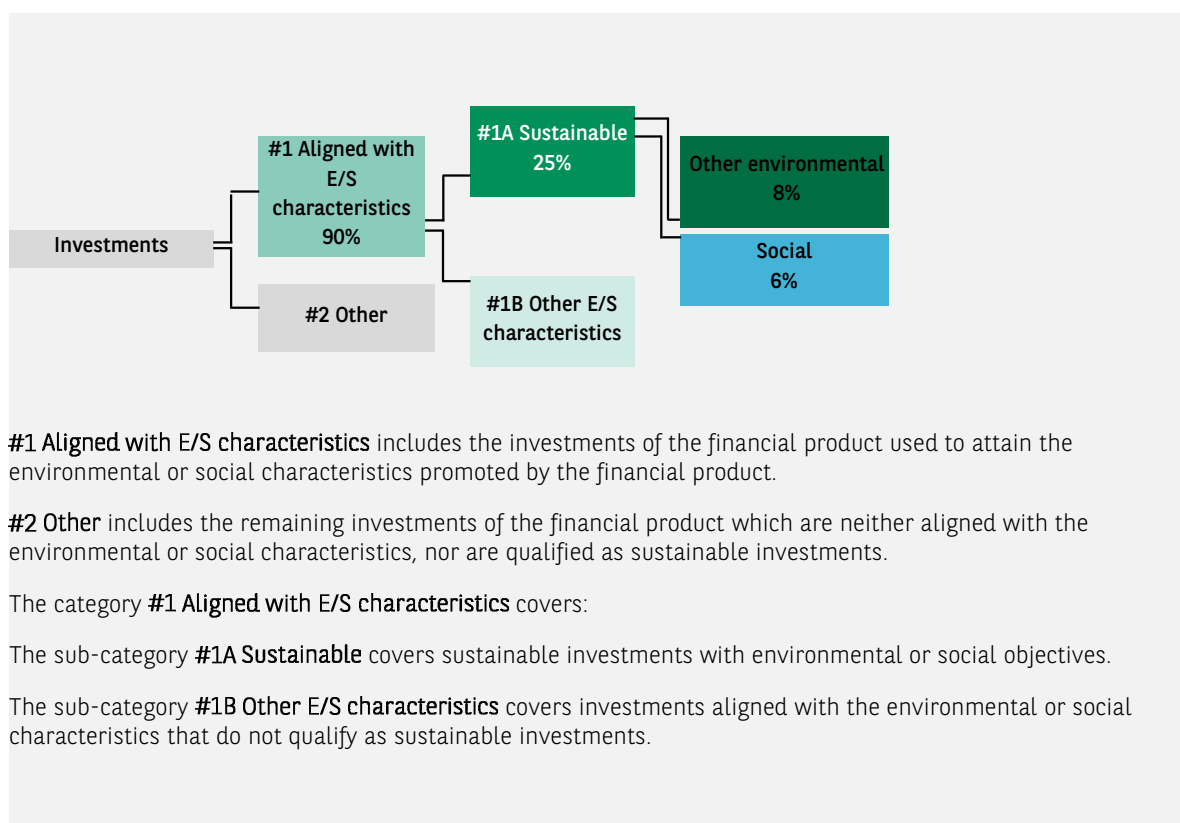 #1A Sustainable
25%
#1 Aligned with
E/S
characteristics
90%
Other environmental
8%
Investments
Social
6%
#2 Other
#1B Other E/S
characteristics
#1 Aligned with E/S characteristics includes the investments of the financial product used to attain the
environmental or social characteristics promoted by the financial product.
#2 Other includes the remaining investments of the financial product which are neither aligned with the
environmental or social characteristics, nor are qualified as sustainable investments.
The category #1 Aligned with E/S characteristics covers:
The sub-category #1A Sustainable covers sustainable investments with environmental or social objectives.
The sub-category #1B Other E/S characteristics covers investments aligned with the environmental or social
characteristics that do not qualify as sustainable investments.